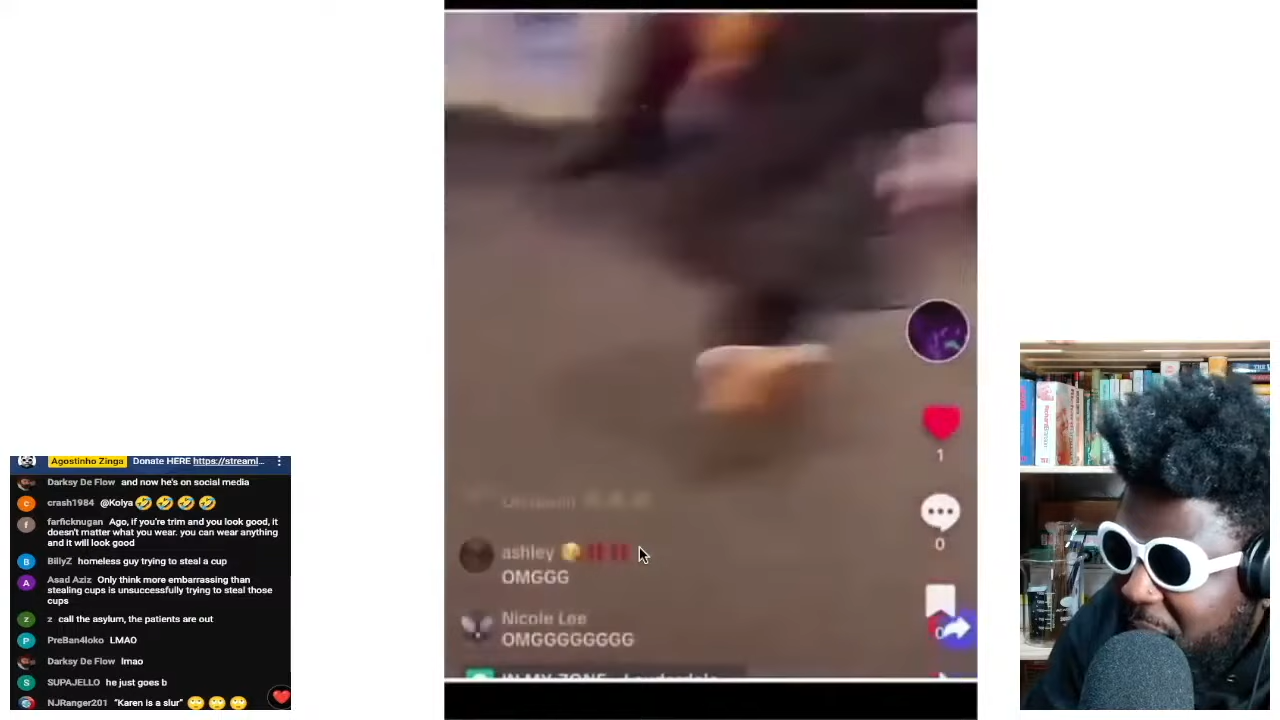 Agostinho Zinga Donate HERE https://streaml...
Darksy De Flow and now he's on social media
crash1984 @Koiya 🤣 🤣 🤣 🤣
farficknugan Ago, if you're trim and you look good, it
doesn't matter what you wear. you can wear anything
and it will look good
BillyZ homeless guy trying to steal a cup
Asad Aziz Only think more embarrassing than
stealing cups is unsuccessfully trying to steal those
cups
z call the asylum, the patients are out
PreBan4loko LMAO
Darksy De Flow lmao
SUPAJELLO he just goes b
NJRanger201 "Karen is a slur" 🙄 🙄 🙄
ashley
OMGGG
Nicole Lee
OMGGGGGGGG
1
0
0